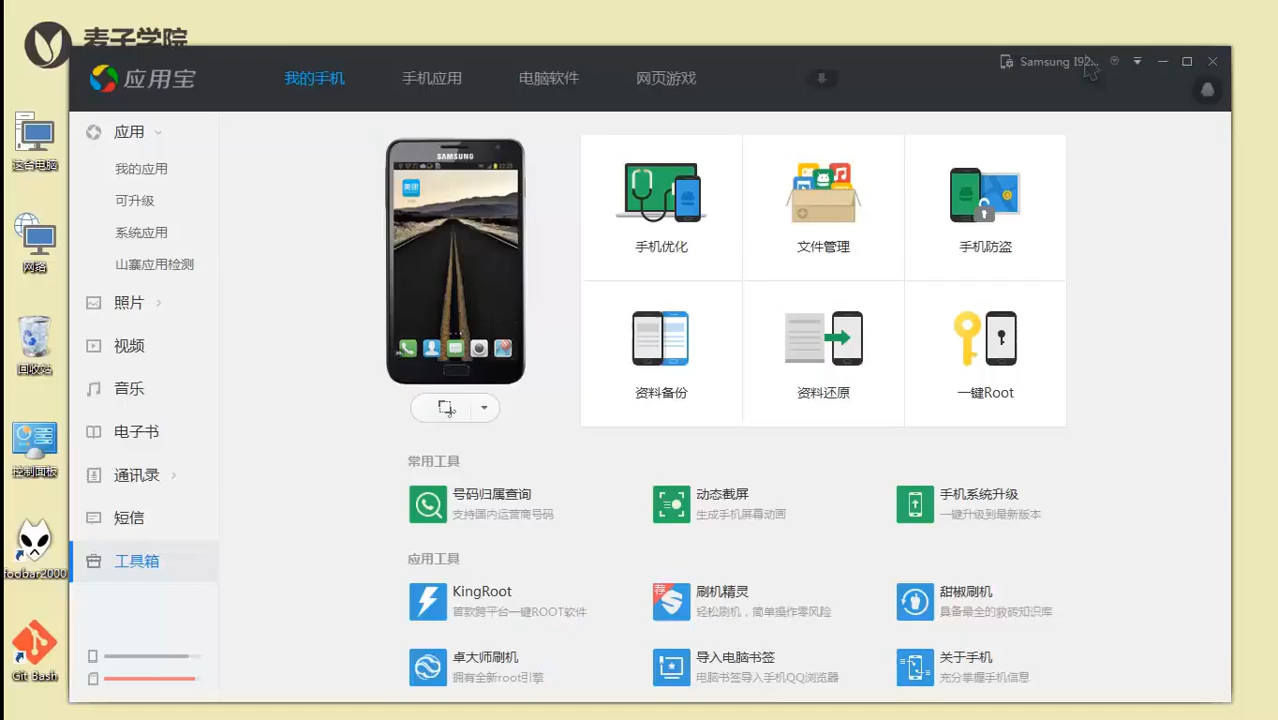 麦子学院
应用宝
我的手机
手机应用
电脑软件
网页游戏
Samsung I92...
这台电脑
网络
回收站
控制面板
foobar2000
Git Bash
应用
我的应用
可升级
系统应用
山寨应用检测
照片
视频
音乐
电子书
通讯录
短信
工具箱
SAMSUNG
美团
手机优化
文件管理
手机防盗
资料备份
资料还原
一键Root
常用工具
号码归属查询
支持国内运营商号码
动态截屏
生成手机屏幕动画
手机系统升级
一键升级到最新版本
应用工具
KingRoot
首款跨平台一键ROOT软件
荐
刷机精灵
轻松刷机，简单操作零风险
甜椒刷机
具备最全的救砖知识库
卓大师刷机
拥有全新root引擎
导入电脑书签
电脑书签导入手机QQ浏览器
关于手机
充分掌握手机信息